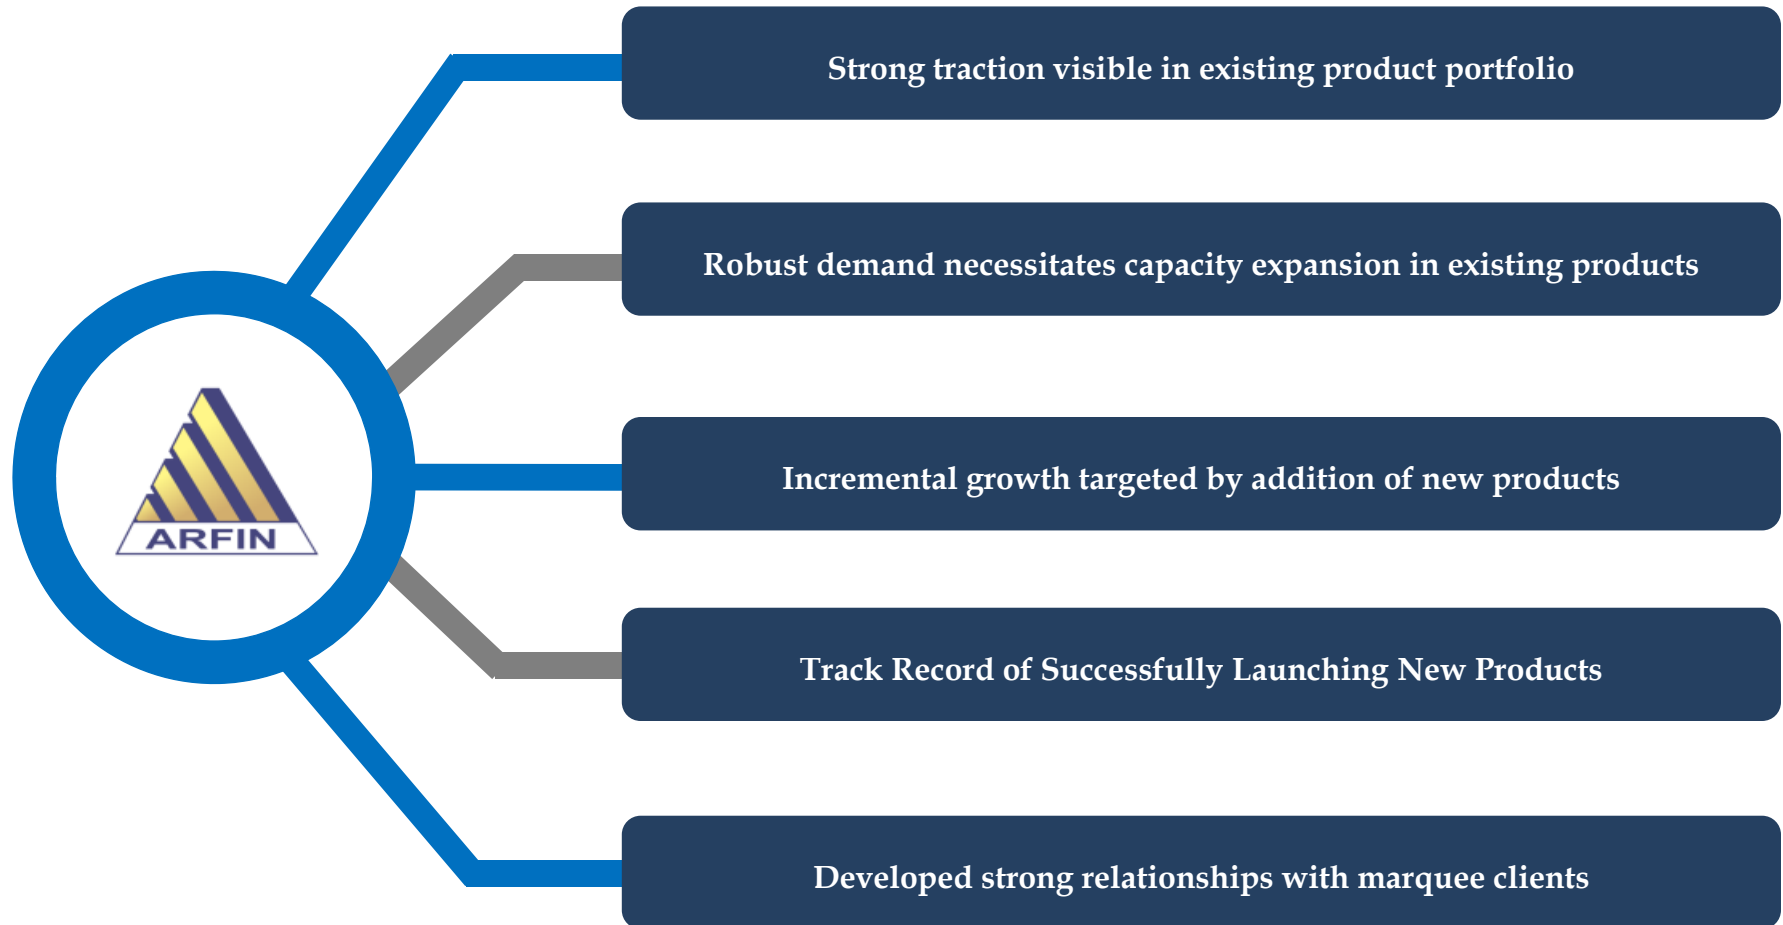 Strong traction visible in existing product portfolio
Robust demand necessitates capacity expansion in existing products
Incremental growth targeted by addition of new products
ARFIN
Track Record of Successfully Launching New Products
Developed strong relationships with marquee clients